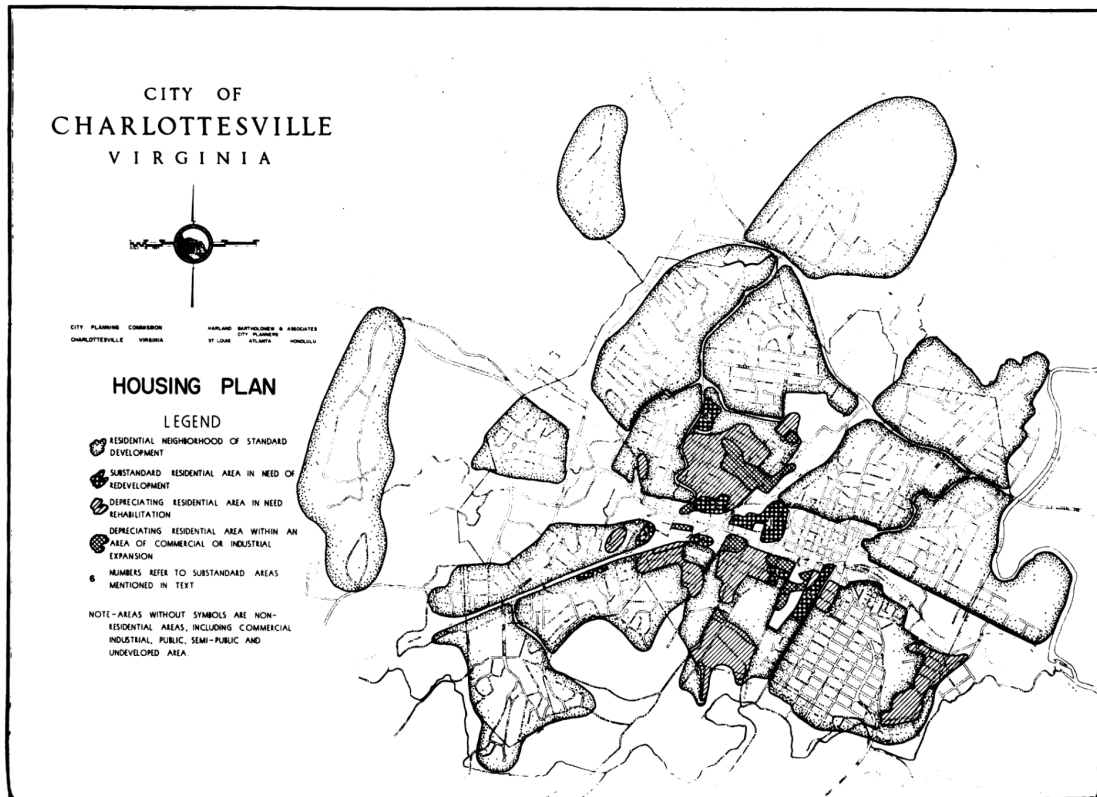 CITY OF
CHARLOTTESVILLE
VIRGINIA
CITY PLANNING COMMISSION
CHARLOTTESVILLE VIRGINIA
HARLAND BARTHOLOMEW & ASSOCIATES
CITY PLANNERS
ST LOUIS ATLANTA HONOLULU
HOUSING PLAN
LEGEND
RESIDENTIAL NEIGHBORHOOD OF STANDARD
DEVELOPMENT
SUBSTANDARD RESIDENTIAL AREA IN NEED OF
REDEVELOPMENT
DEPRECIATING RESIDENTIAL AREA IN NEED
REHABILITATION
DEPRECIATING RESIDENTIAL AREA WITHIN AN
AREA OF COMMERCIAL OR INDUSTRIAL
EXPANSION
6 NUMBERS REFER TO SUBSTANDARD AREAS
MENTIONED IN TEXT
NOTE-AREAS WITHOUT SYMBOLS ARE NON-
RESIDENTIAL AREAS, INCLUDING COMMERCIAL
INDUSTRIAL, PUBLIC, SEMI-PUBLIC AND
UNDEVELOPED AREA.